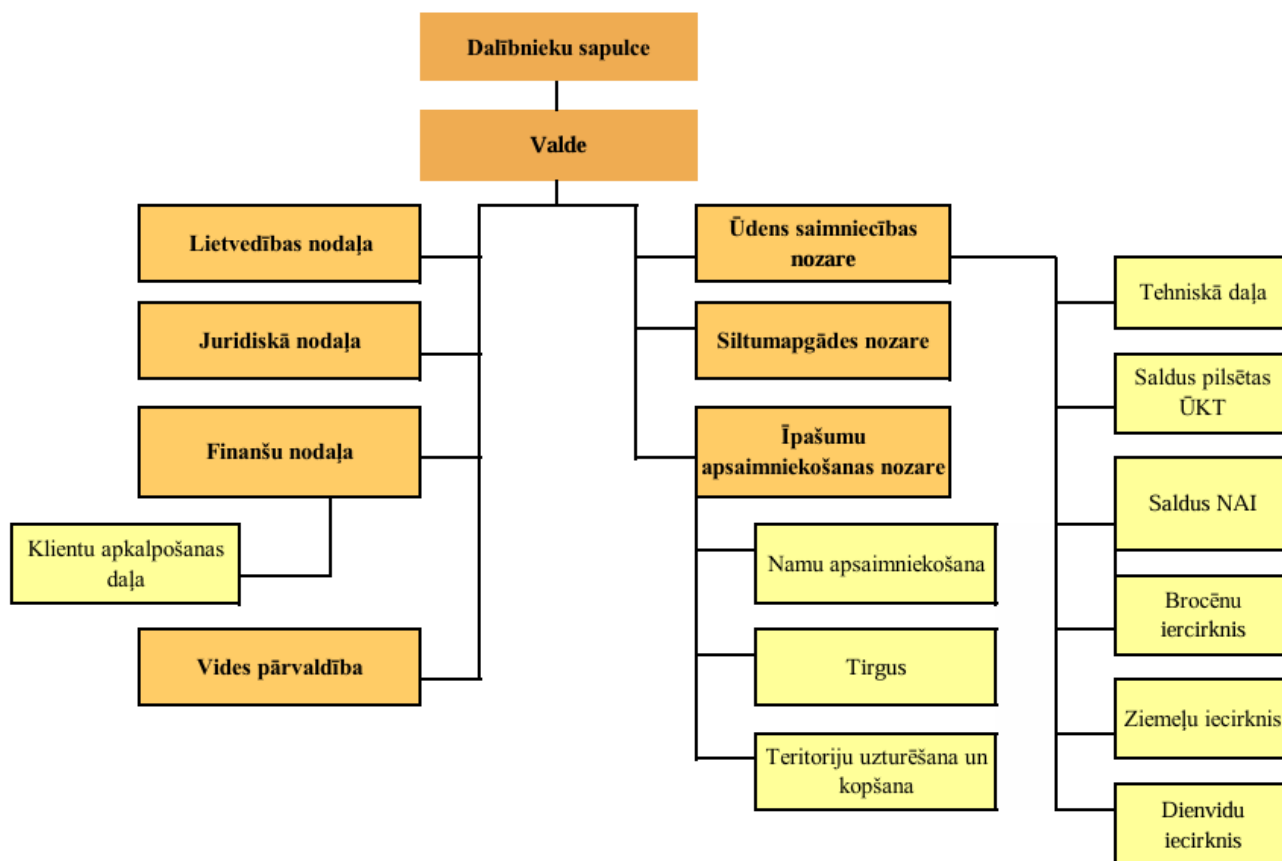 Dalībnieku sapulce
Valde
Lietvedības nodaļa
Juridiskā nodaļa
Finanšu nodaļa
Klientu apkalpošanas
daļa
Vides pārvaldība
Ūdens saimniecības
nozare
Siltumapgādes nozare
Īpašumu
apsaimniekošanas nozare
Namu apsaimniekošana
Tirgus
Teritoriju uzturēšana un
kopšana
Tehniskā daļa
Saldus pilsētas
ŪKT
Saldus NAI
Brocēnu
iercirknis
Ziemeļu iecirknis
Dienvidu
iecirknis